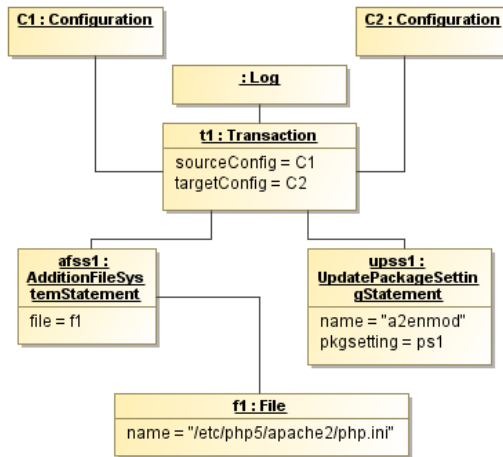 C1 : Configuration
C2 : Configuration
: Log
t1 : Transaction
sourceConfig = C1
targetConfig = C2
afss1 :
AdditionFileSys
temStatement
file = f1
upss1 :
UpdatePackageSettin
gStatement
name = "a2enmod"
pkgsetting = ps1
f1 : File
name = "/etc/php5/apache2/php.ini"